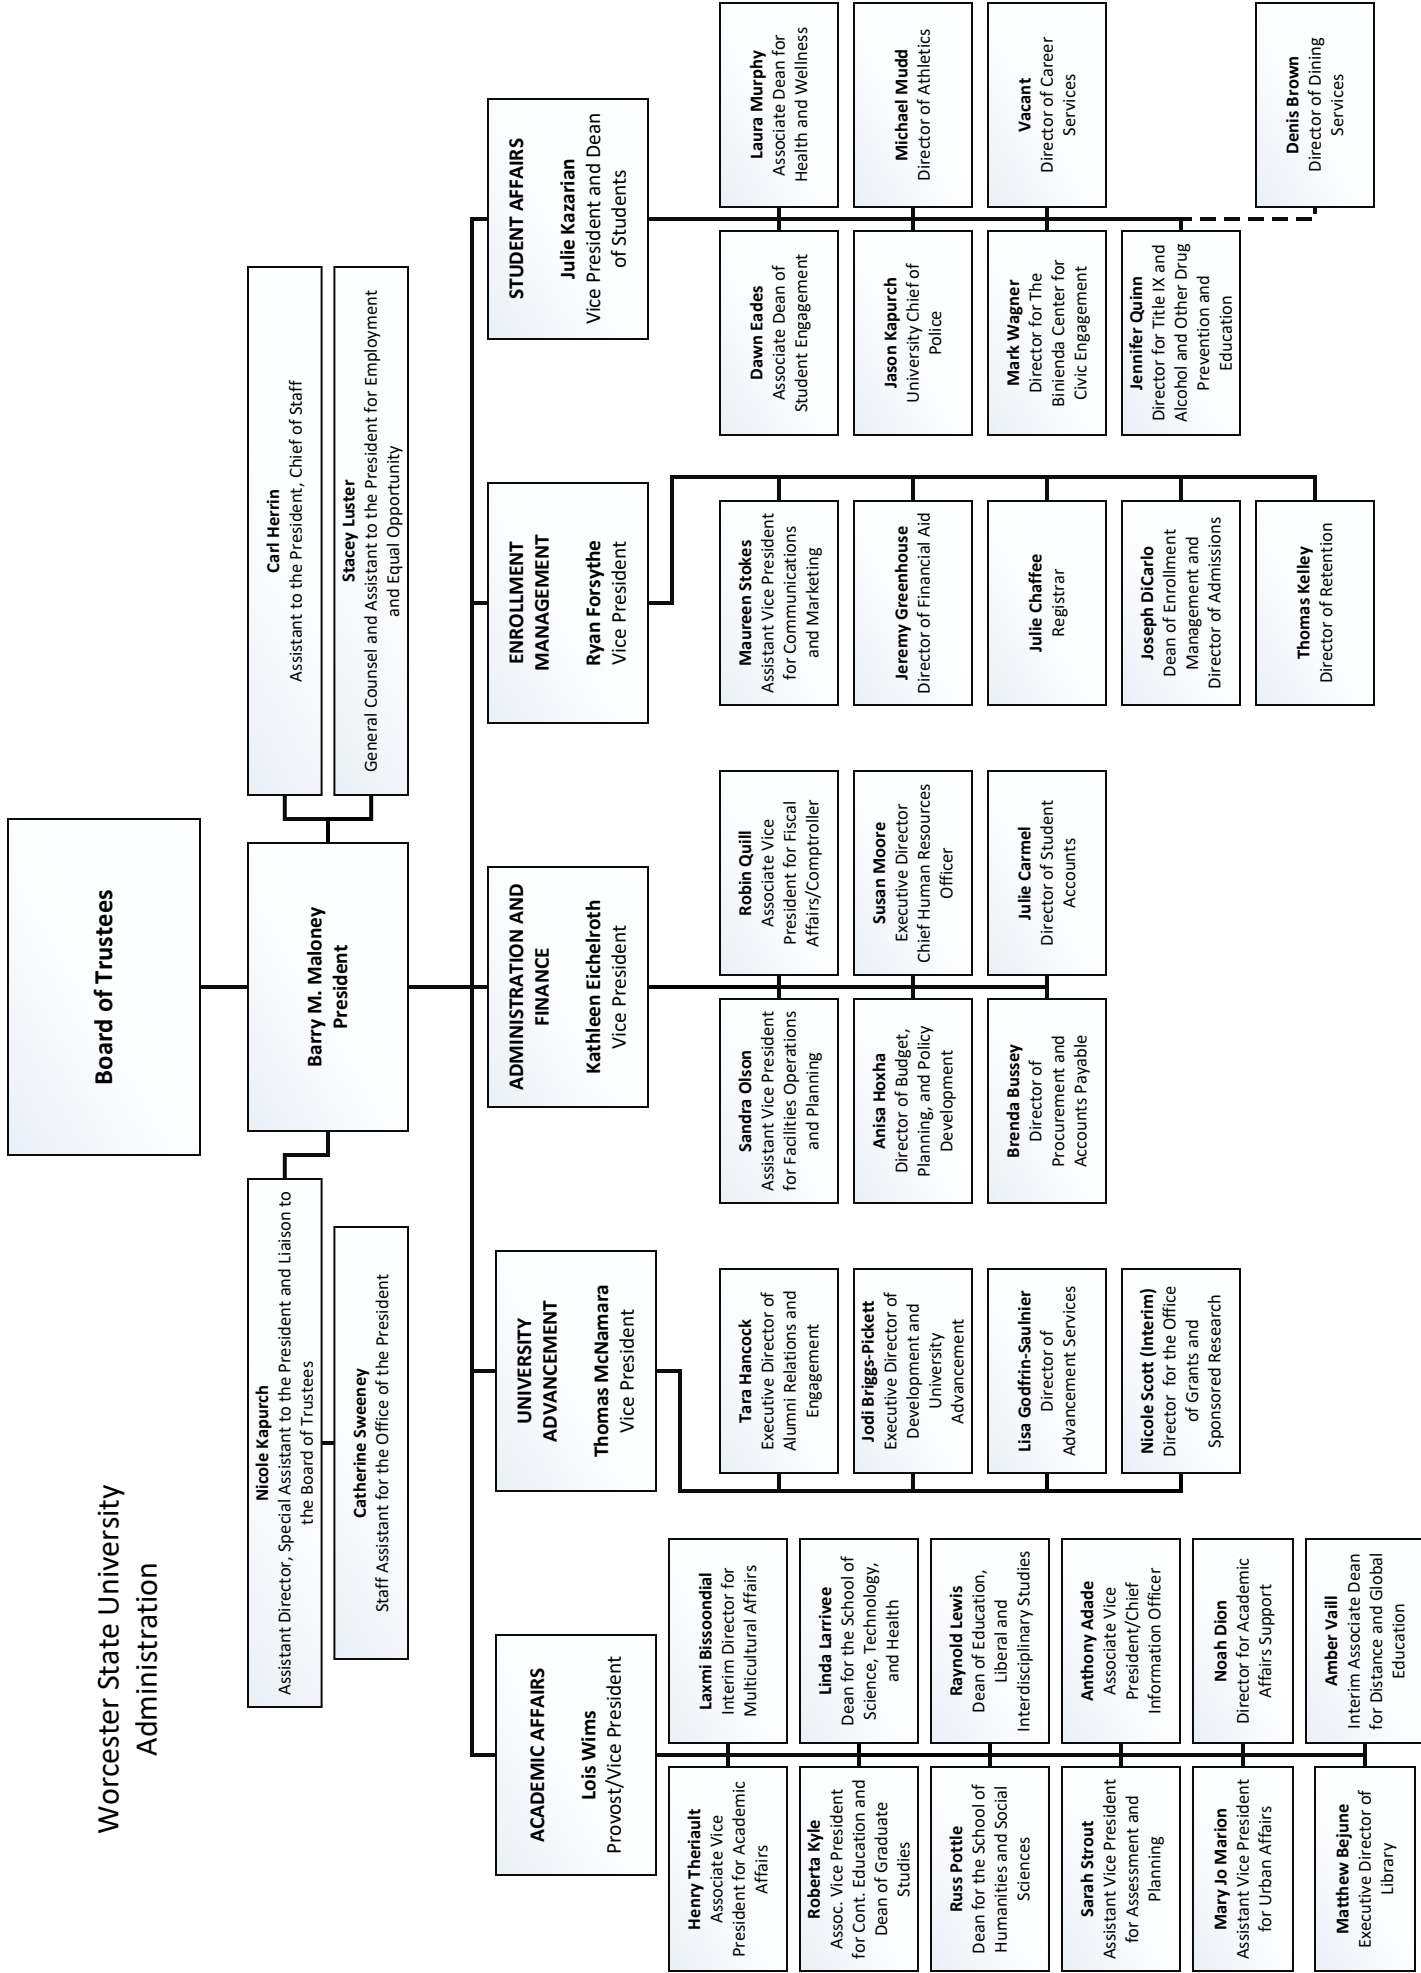 Worcester State University
Administration
Board of Trustees
Barry M. Maloney
President
Nicole Kapurch
Assistant Director, Special Assistant to the President and Liaison to
the Board of Trustees
Catherine Sweeney
Staff Assistant for the Office of the President
Carl Herrin
Assistant to the President, Chief of Staff
Stacey Luster
General Counsel and Assistant to the President for Employment
and Equal Opportunity
ACADEMIC AFFAIRS
Lois Wims
Provost/Vice President
Henry Theriault
Associate Vice
President for Academic
Affairs
Laxmi Bissoondial
Interim Director for
Multicultural Affairs
Roberta Kyle
Assoc. Vice President
for Cont. Education and
Dean of Graduate
Studies
Linda Larrivee
Dean for the School of
Science, Technology,
and Health
Russ Pottle
Dean for the School of
Humanities and Social
Sciences
Raynold Lewis
Dean of Education,
Liberal and
Interdisciplinary Studies
Sarah Strout
Assistant Vice President
for Assessment and
Planning
Anthony Adade
Associate Vice
President/Chief
Information Officer
Mary Jo Marion
Assistant Vice President
for Urban Affairs
Noah Dion
Director for Academic
Affairs Support
Matthew Bejune
Executive Director of
Library
Amber Vaill
Interim Associate Dean
for Distance and Global
Education
UNIVERSITY
ADVANCEMENT
Thomas McNamara
Vice President
Tara Hancock
Executive Director of
Alumni Relations and
Engagement
Jodi Briggs-Pickett
Executive Director of
Development and
University
Advancement
Lisa Godfrin-Saulnier
Director of
Advancement Services
Nicole Scott (Interim)
Director for the Office
of Grants and
Sponsored Research
ADMINISTRATION AND
FINANCE
Kathleen Eichelroth
Vice President
Sandra Olson
Assistant Vice President
for Facilities Operations
and Planning
Robin Quill
Associate Vice
President for Fiscal
Affairs/Comptroller
Anisa Hoxha
Director of Budget,
Planning, and Policy
Development
Susan Moore
Executive Director
Chief Human Resources
Officer
Brenda Bussey
Director of
Procurement and
Accounts Payable
Julie Carmel
Director of Student
Accounts
ENROLLMENT
MANAGEMENT
Ryan Forsythe
Vice President
Maureen Stokes
Assistant Vice President
for Communications
and Marketing
Jeremy Greenhouse
Director of Financial Aid
Julie Chaffee
Registrar
Joseph DiCarlo
Dean of Enrollment
Management and
Director of Admissions
Thomas Kelley
Director of Retention
STUDENT AFFAIRS
Julie Kazarian
Vice President and Dean
of Students
Dawn Eades
Associate Dean of
Student Engagement
Laura Murphy
Associate Dean for
Health and Wellness
Jason Kapurch
University Chief of
Police
Michael Mudd
Director of Athletics
Mark Wagner
Director for The
Binienda Center for
Civic Engagement
Vacant
Director of Career
Services
Jennifer Quinn
Director for Title IX and
Alcohol and Other Drug
Prevention and
Education
Denis Brown
Director of Dining
Services